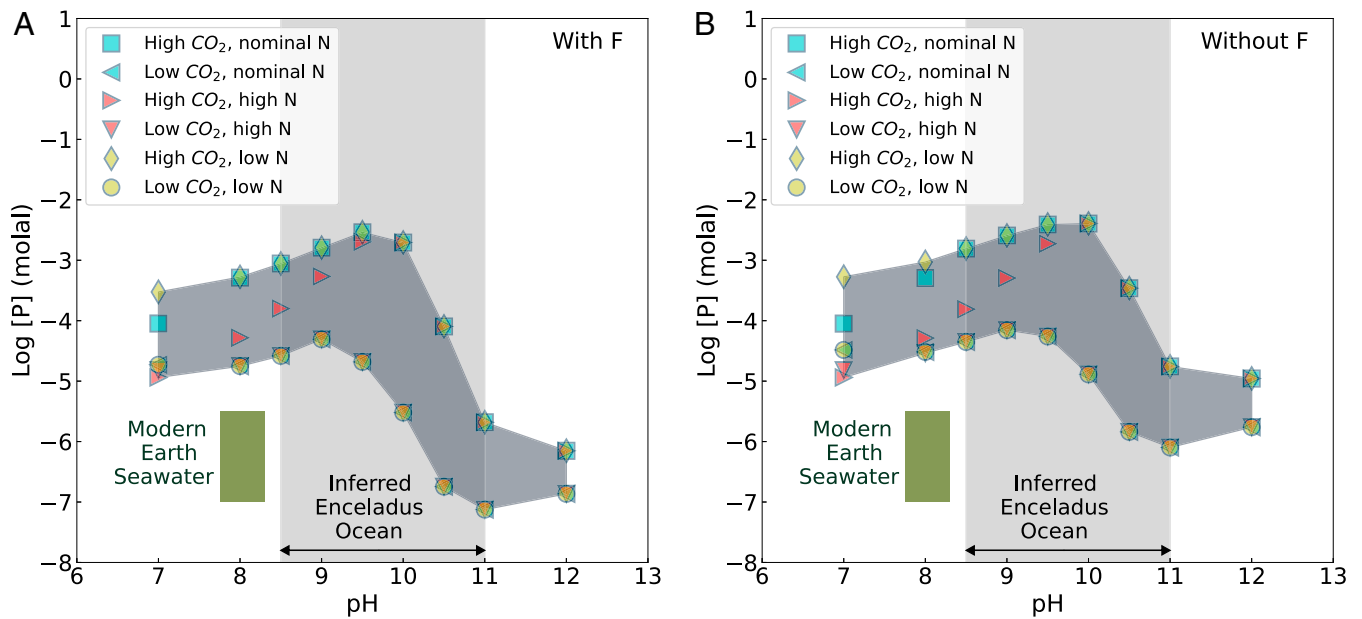 A
With F
High CO2, nominal N
Low CO2, nominal N
High CO2, high N
Low CO2, high N
High CO2, low N
Low CO2, low N
Log [P] (molal)
1
0
−1
−2
−3
−4
−5
−6
−7
−8
Modern
Earth
Seawater
Inferred
Enceladus
Ocean
6 7 8 9 10 11 12 13
pH
B
Without F
High CO2, nominal N
Low CO2, nominal N
High CO2, high N
Low CO2, high N
High CO2, low N
Low CO2, low N
Log [P] (molal)
1
0
−1
−2
−3
−4
−5
−6
−7
−8
Modern
Earth
Seawater
Inferred
Enceladus
Ocean
6 7 8 9 10 11 12 13
pH